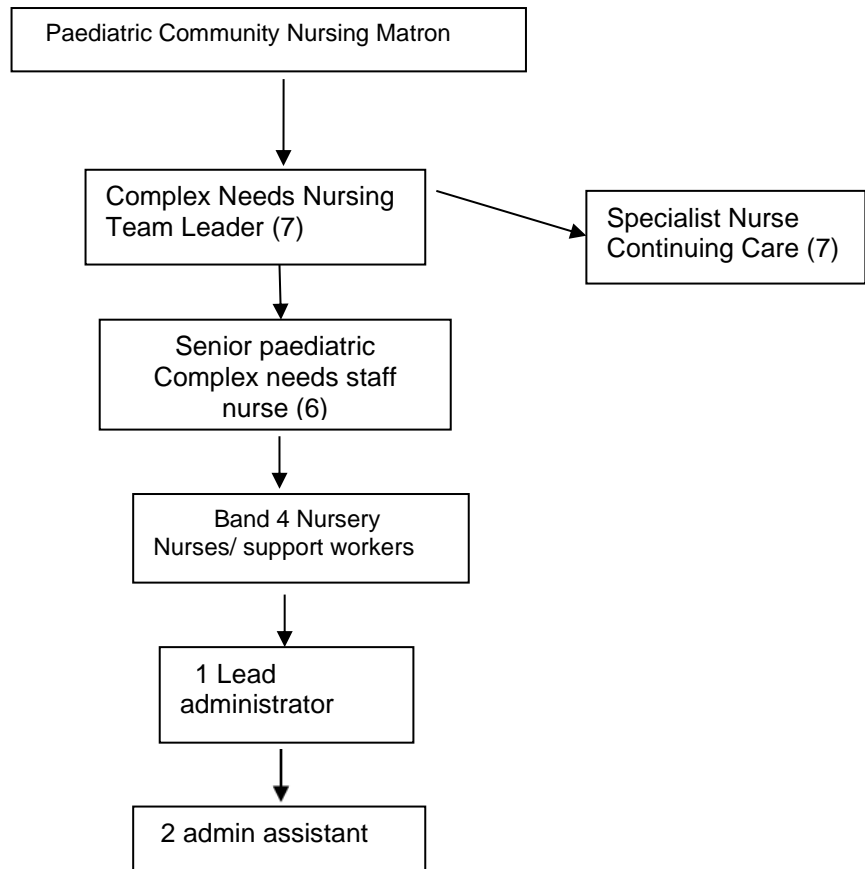 Paediatric Community Nursing Matron
Complex Needs Nursing
Team Leader (7)
Specialist Nurse
Continuing Care (7)
Senior paediatric
Complex needs staff
nurse (6)
Band 4 Nursery
Nurses/ support workers
1 Lead
administrator
2 admin assistant